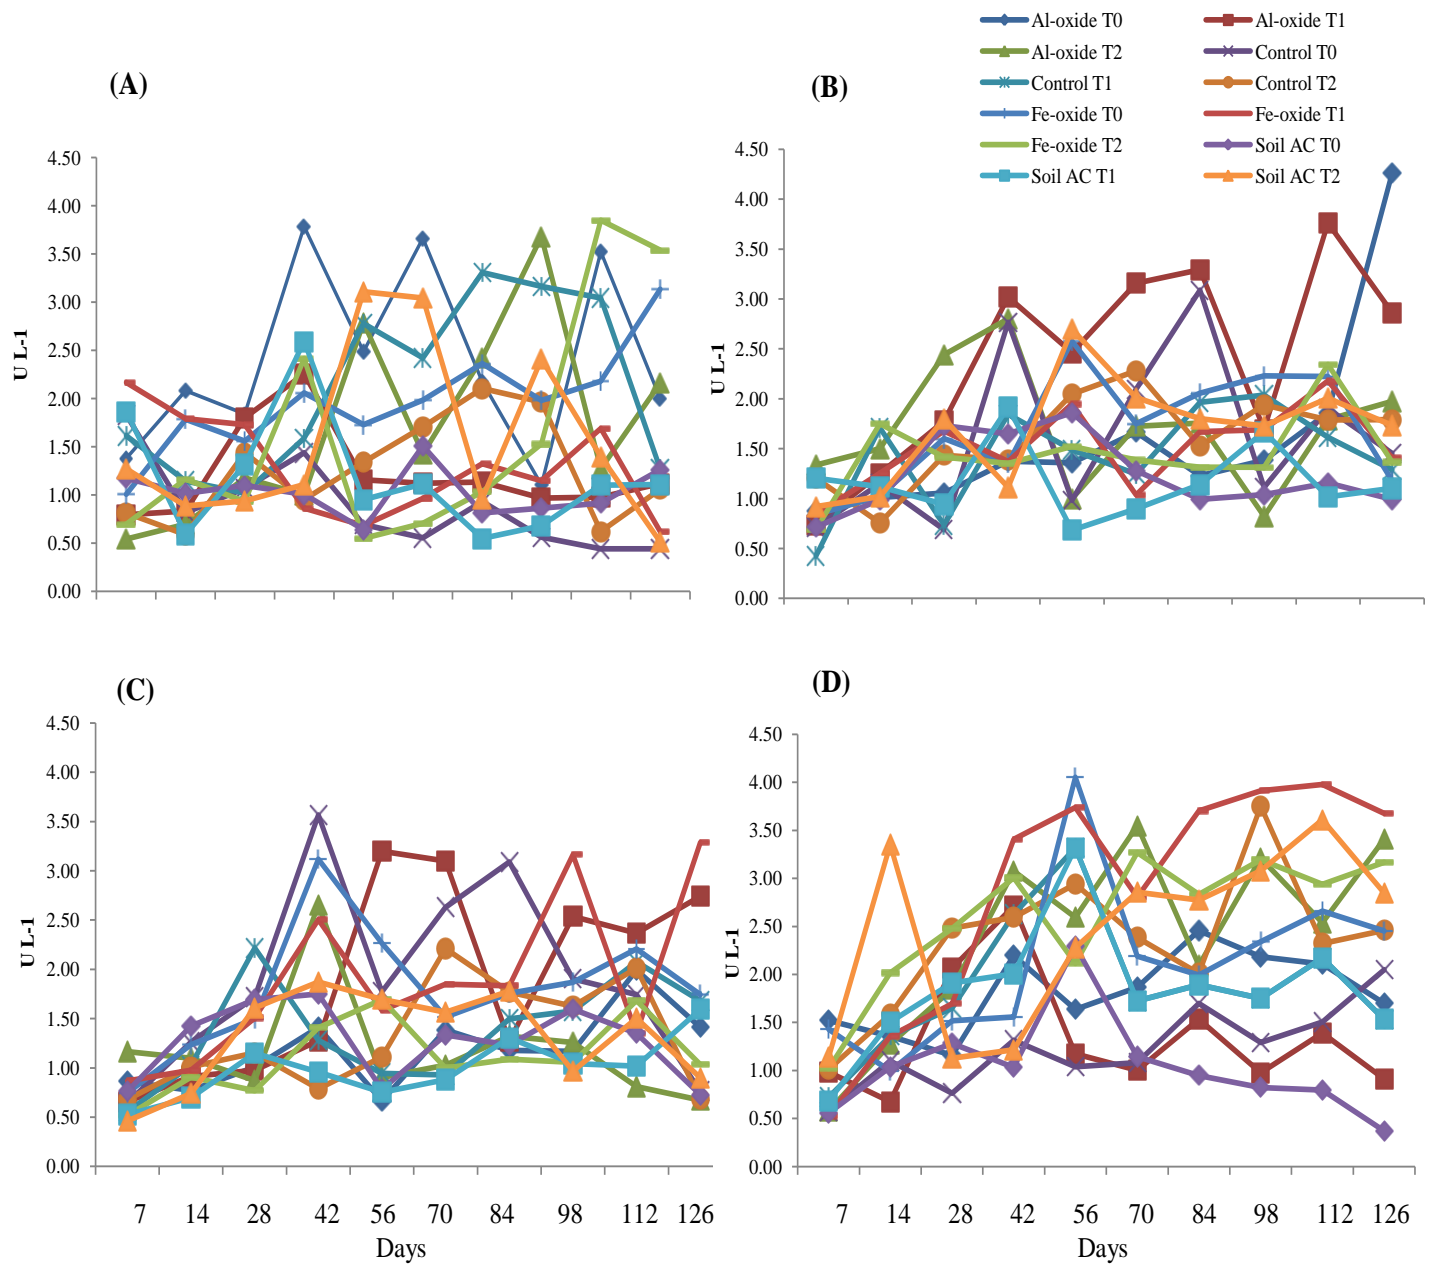 Al-oxide T0 Al-oxide T1
Al-oxide T2 Control T0
Control T1 Control T2
Fe-oxide T0 Fe-oxide T1
Fe-oxide T2 Soil AC T0
Soil AC T1 Soil AC T2
(A)
4.50
4.00
3.50
3.00
2.50
2.00
1.50
1.00
0.50
0.00
U L-1
(B)
4.50
4.00
3.50
3.00
2.50
2.00
1.50
1.00
0.50
0.00
U L-1
(C)
4.50
4.00
3.50
3.00
2.50
2.00
1.50
1.00
0.50
0.00
U L-1
7 14 28 42 56 70 84 98 112 126
Days
(D)
4.50
4.00
3.50
3.00
2.50
2.00
1.50
1.00
0.50
0.00
U L-1
7 14 28 42 56 70 84 98 112 126
Days